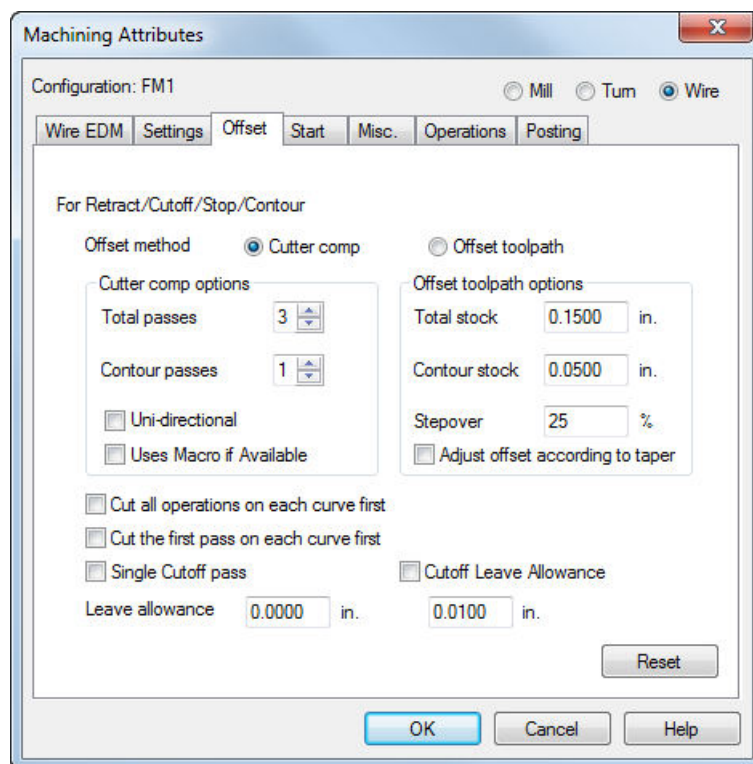 Machining Attributes
Configuration: FM1 Mill Turn Wire
Wire EDM Settings Offset Start Misc. Operations Posting
For Retract/Cutoff/Stop/Contour
Offset method Cutter comp Offset toolpath
Cutter comp options Offset toolpath options
Total passes 3 Total stock 0.1500 in.
Contour passes 1 Contour stock 0.0500 in.
Uni-directional Stepover 25 %
Uses Macro if Available Adjust offset according to taper
Cut all operations on each curve first
Cut the first pass on each curve first
Single Cutoff pass Cutoff Leave Allowance
Leave allowance 0.0000 in. 0.0100 in.
Reset
OK Cancel Help